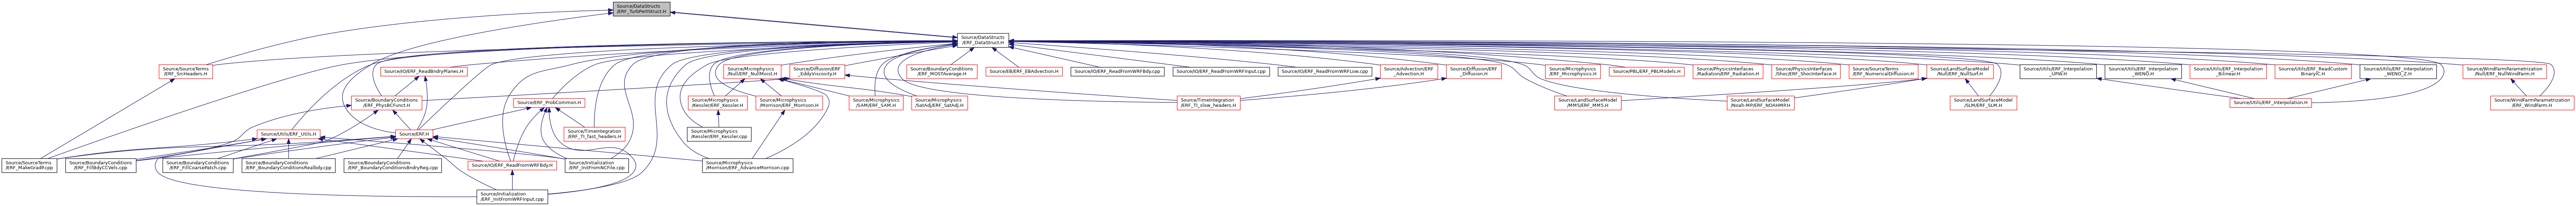 Source/DataStructs
/ERF_TurbPertStruct.H
Source/DataStructs
/ERF_DataStruct.H
Source/SourceTerms
/ERF_SrcHeaders.H
Source/IO/ERF_ReadBndryPlanes.H
Source/Microphysics
/Null/ERF_NullMoist.H
Source/Diffusion/ERF
_EddyViscosity.H
Source/BoundaryConditions
/ERF_MOSTAverage.H
Source/EB/ERF_EBAdvection.H
Source/IO/ERF_ReadFromWRFBdy.cpp
Source/IO/ERF_ReadFromWRFInput.cpp
Source/IO/ERF_ReadFromWRFLow.cpp
Source/Advection/ERF
_Advection.H
Source/Diffusion/ERF
_Diffusion.H
Source/Microphysics
/ERF_Microphysics.H
Source/PBL/ERF_PBLModels.H
Source/PhysicsInterfaces
/Radiation/ERF_Radiation.H
Source/PhysicsInterfaces
/Shoc/ERF_ShocInterface.H
Source/SourceTerms
/ERF_NumericalDiffusion.H
Source/LandSurfaceModel
/Null/ERF_NullSurf.H
Source/Utils/ERF_Interpolation
_UPW.H
Source/Utils/ERF_Interpolation
_WENO.H
Source/Utils/ERF_Interpolation
_Bilinear.H
Source/Utils/ERF_ReadCustom
BinaryIC.H
Source/Utils/ERF_Interpolation
_WENO_Z.H
Source/WindFarmParametrization
/Null/ERF_NullWindFarm.H
Source/BoundaryConditions
/ERF_PhysBCFunct.H
Source/ERF_ProbCommon.H
Source/Microphysics
/Kessler/ERF_Kessler.H
Source/Microphysics
/Morrison/ERF_Morrison.H
Source/Microphysics
/SAM/ERF_SAM.H
Source/Microphysics
/SatAdj/ERF_SatAdj.H
Source/TimeIntegration
/ERF_TI_slow_headers.H
Source/LandSurfaceModel
/MM5/ERF_MM5.H
Source/LandSurfaceModel
/Noah-MP/ERF_NOAHMP.H
Source/LandSurfaceModel
/SLM/ERF_SLM.H
Source/Utils/ERF_Interpolation.H
Source/WindFarmParametrization
/ERF_WindFarm.H
Source/Utils/ERF_Utils.H
Source/ERF.H
Source/TimeIntegration
/ERF_TI_fast_headers.H
Source/Microphysics
/Kessler/ERF_Kessler.cpp
Source/SourceTerms
/ERF_MakeGradP.cpp
Source/BoundaryConditions
/ERF_FillBdyCCVels.cpp
Source/BoundaryConditions
/ERF_FillCoarsePatch.cpp
Source/BoundaryConditions
/ERF_BoundaryConditionsRealbdy.cpp
Source/BoundaryConditions
/ERF_BoundaryConditionsBndryReg.cpp
Source/IO/ERF_ReadFromWRFBdy.H
Source/Initialization
/ERF_InitFromNCFile.cpp
Source/Microphysics
/Morrison/ERF_AdvanceMorrison.cpp
Source/Initialization
/ERF_InitFromWRFInput.cpp